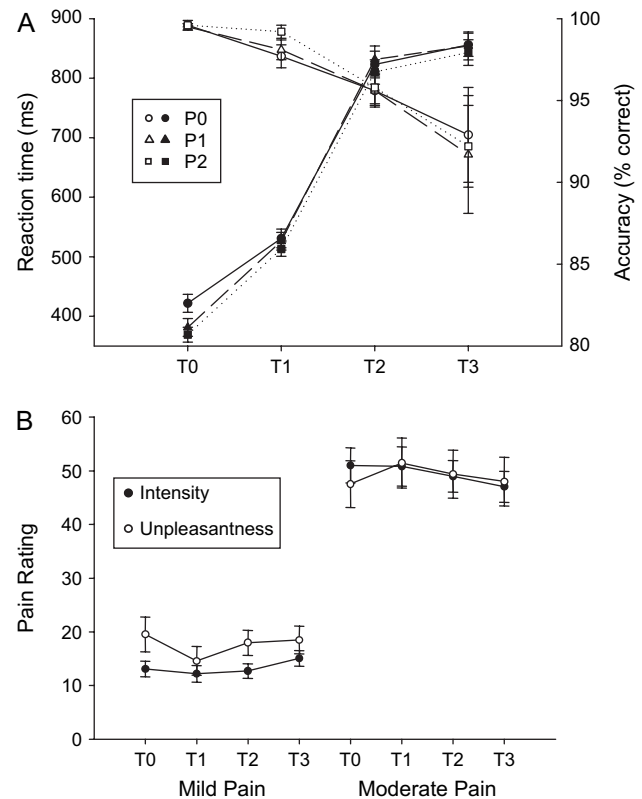 A
Reaction time (ms)
900
800
700
600
500
400
P0
P1
P2
T0 T1 T2 T3
100
95
90
85
80
Accuracy (% correct)
B
Pain Rating
60
50
40
30
20
10
0
Intensity
Unpleasantness
T0 T1 T2 T3 T0 T1 T2 T3
Mild Pain Moderate Pain